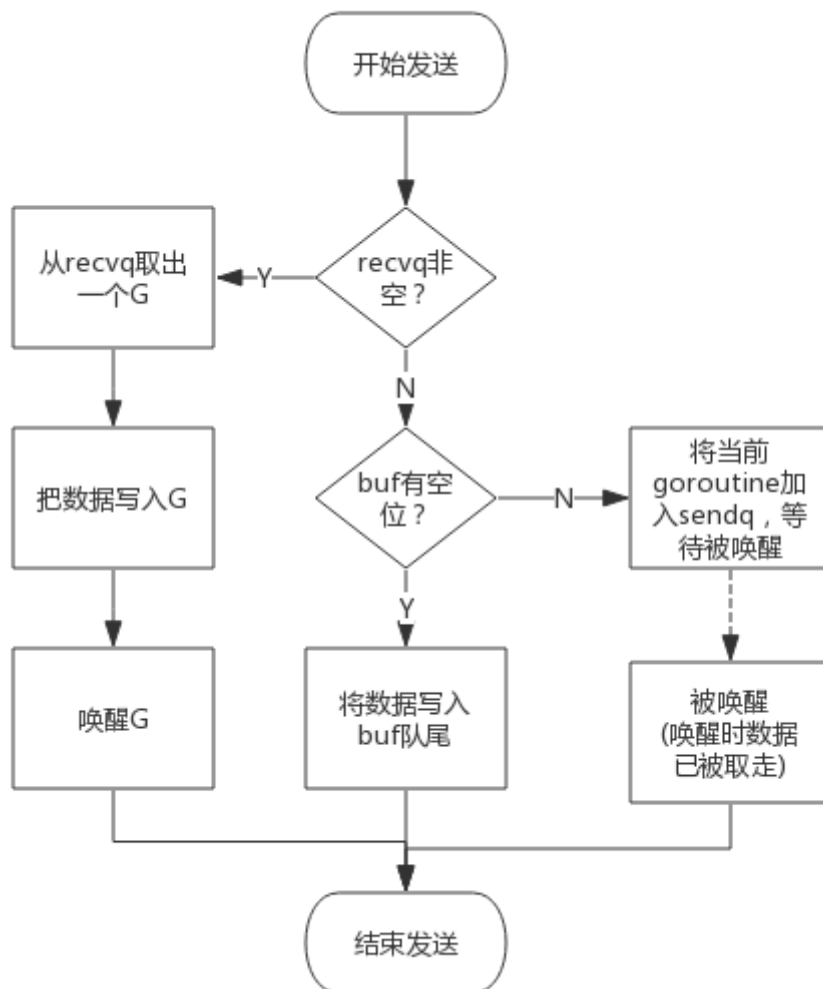 开始发送
从recvq取出
一个G
Y
recvq非
空？
N
把数据写入G
buf有空
位？
N
将当前
goroutine加
入sendq，等
待被唤醒
Y
唤醒G
将数据写入
buf队尾
被唤醒
(唤醒时数据
已被取走)
结束发送